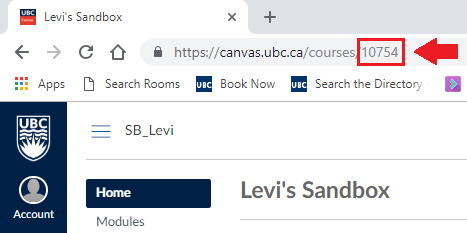 UBC Levi's Sandbox
https://canvas.ubc.ca/courses/10754
Apps Search Rooms UBC Book Now UBC Search the Directory
UBC
SB_Levi
Home
Levi's Sandbox
Account
Modules